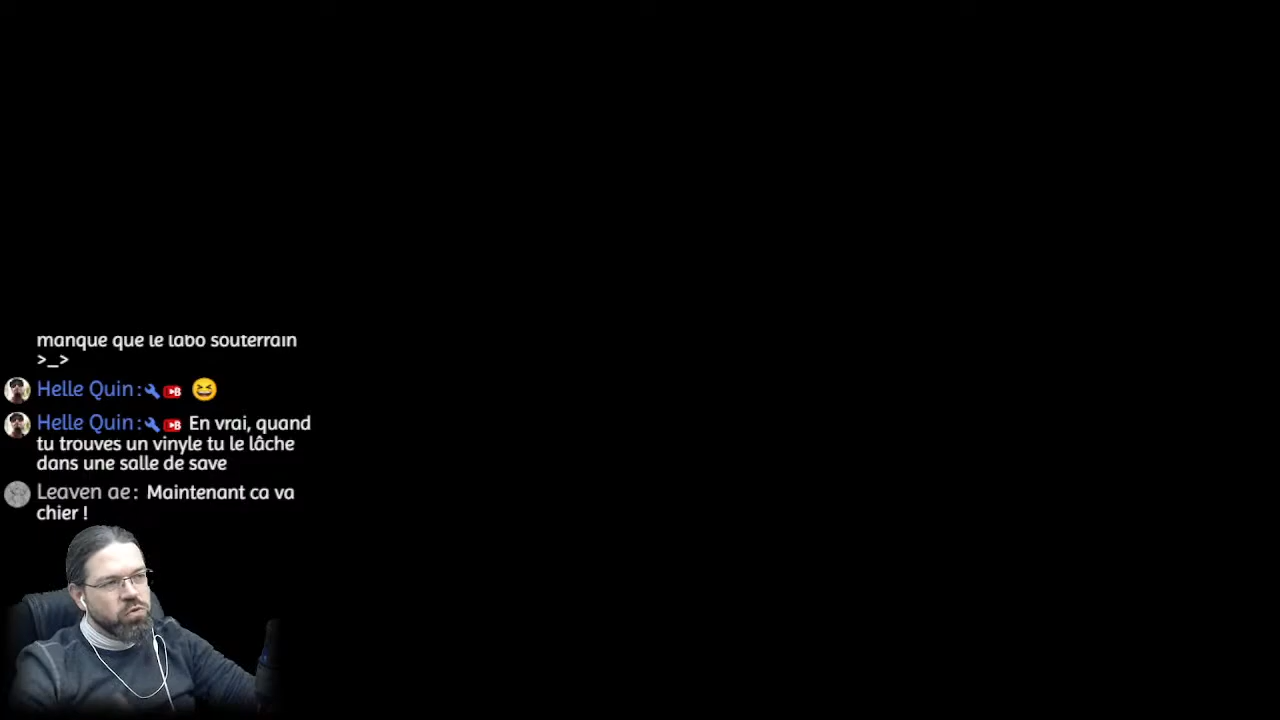 manque que le labo souterrain
>_>
Helle Quin : 😆
Helle Quin : En vrai, quand
tu trouves un vinyle tu le lâche
dans une salle de save
Leaven ae : Maintenant ca va
chier !